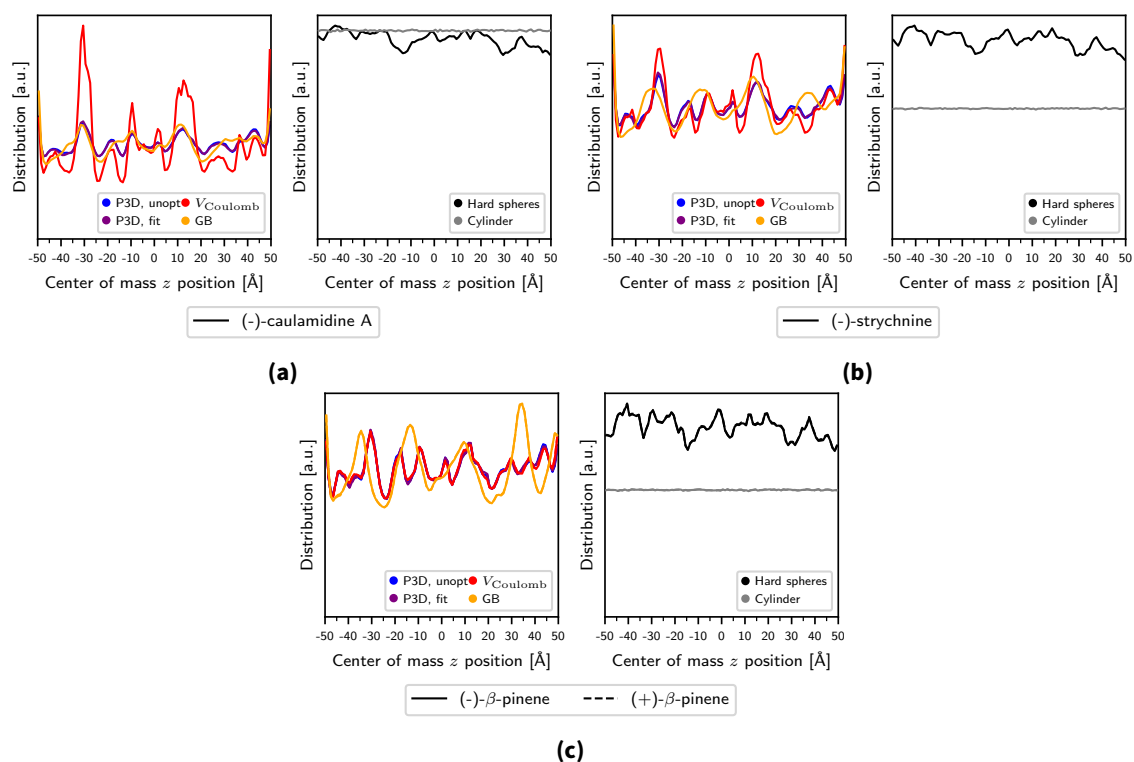 Distribution [a.u.]
P3D, unopt
P3D, fit
V_Coulomb
GB
-50 -40 -30 -20 -10 0 10 20 30 40 50
Center of mass z position [Å]
Distribution [a.u.]
Hard spheres
Cylinder
-50 -40 -30 -20 -10 0 10 20 30 40 50
Center of mass z position [Å]
(-)-caulamidine A
(a)
Distribution [a.u.]
P3D, unopt
P3D, fit
V_Coulomb
GB
-50 -40 -30 -20 -10 0 10 20 30 40 50
Center of mass z position [Å]
Distribution [a.u.]
Hard spheres
Cylinder
-50 -40 -30 -20 -10 0 10 20 30 40 50
Center of mass z position [Å]
(-)-strychnine
(b)
Distribution [a.u.]
P3D, unopt
P3D, fit
V_Coulomb
GB
-50 -40 -30 -20 -10 0 10 20 30 40 50
Center of mass z position [Å]
Distribution [a.u.]
Hard spheres
Cylinder
-50 -40 -30 -20 -10 0 10 20 30 40 50
Center of mass z position [Å]
(-)-β-pinene (+)-β-pinene
(c)